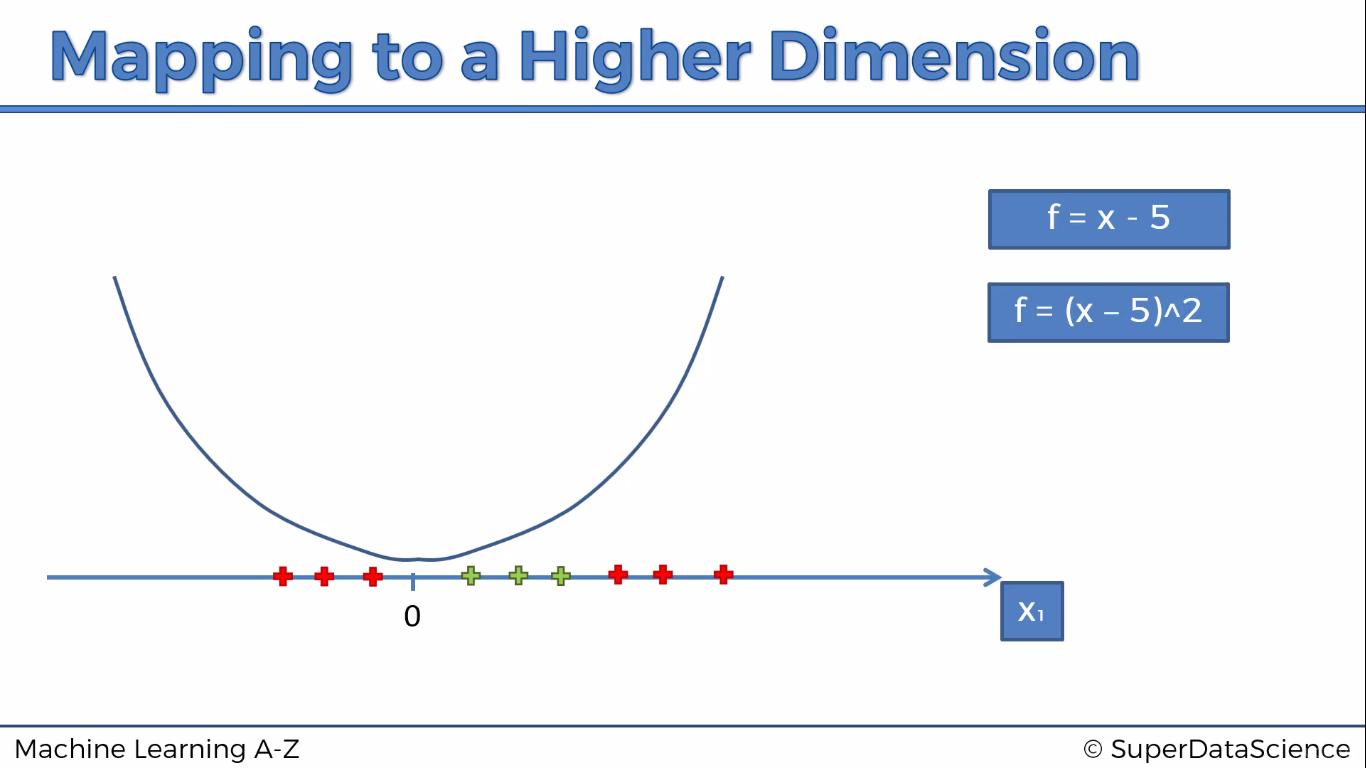 Mapping to a Higher Dimension
f = x - 5
f = (x – 5)^2
0
x₁
Machine Learning A-Z
© SuperDataScience